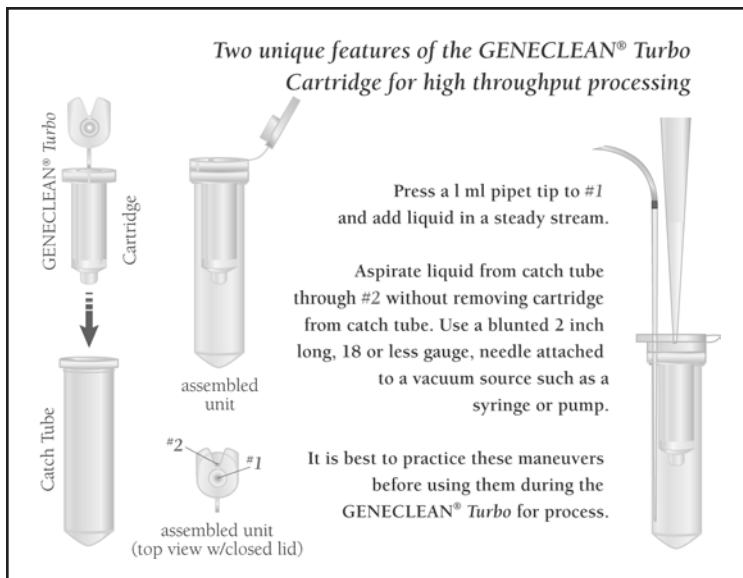 Two unique features of the GENECLEAN® Turbo
Cartridge for high throughput processing
GENECLEAN® Turbo
Cartridge
Press a l ml pipet tip to #1
and add liquid in a steady stream.
Aspirate liquid from catch tube
through #2 without removing cartridge
from catch tube. Use a blunted 2 inch
long, 18 or less gauge, needle attached
to a vacuum source such as a
syringe or pump.
It is best to practice these maneuvers
before using them during the
GENECLEAN® Turbo for process.
assembled
unit
Catch Tube
#2
#1
assembled unit
(top view w/closed lid)